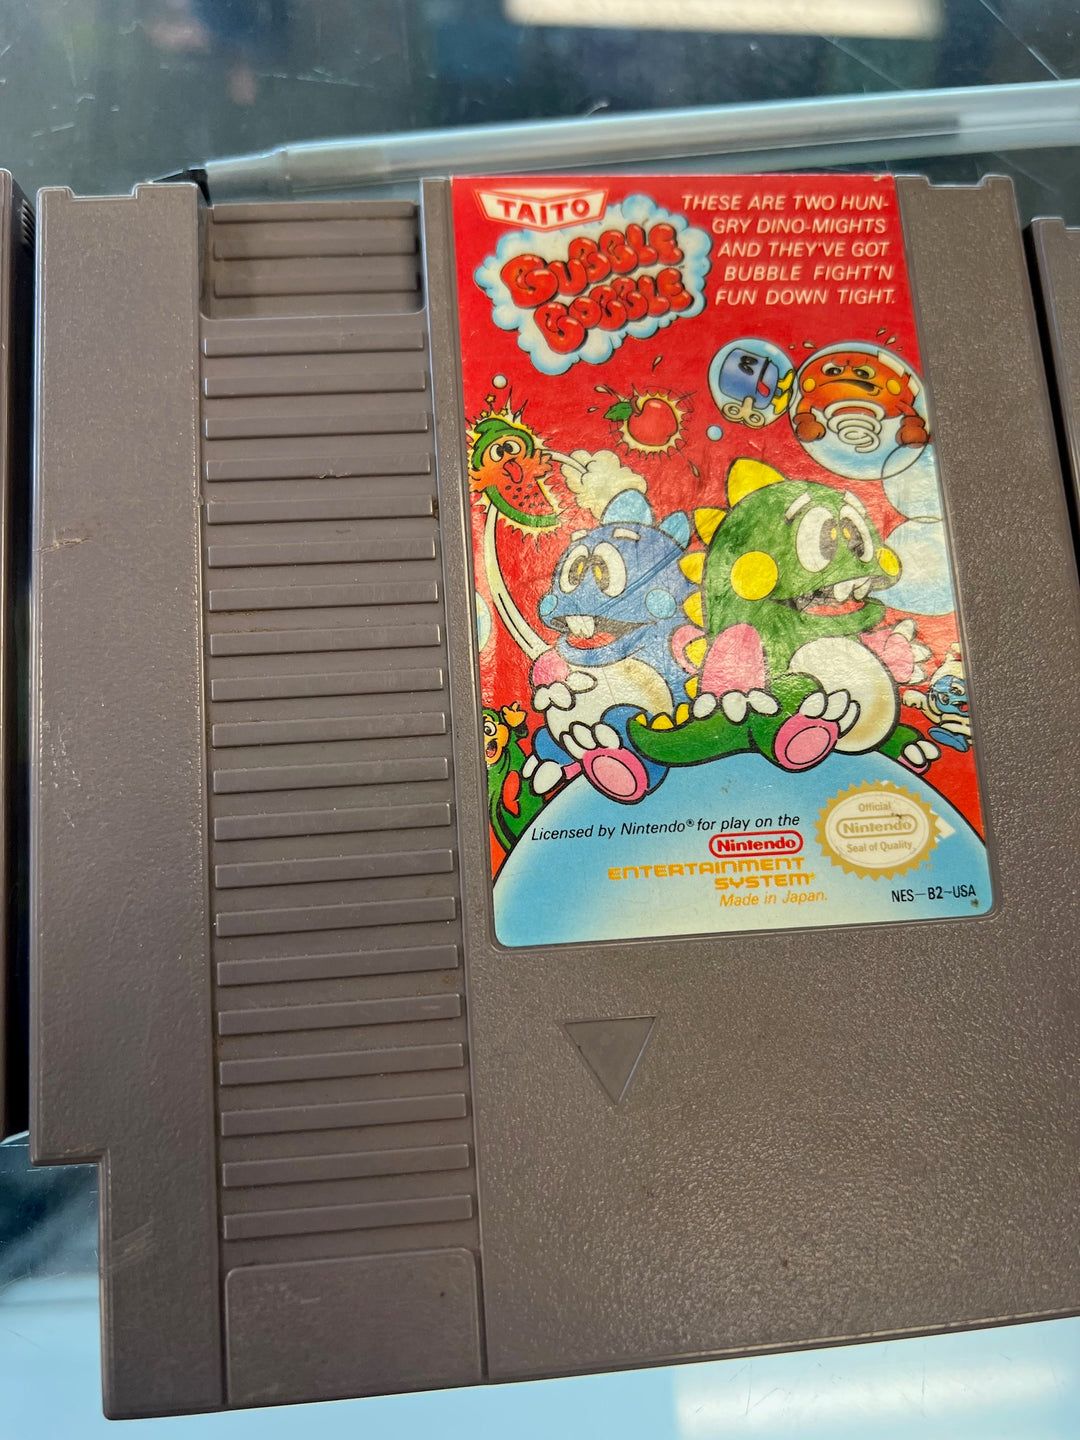 TAITO
BUBBLE
BOBBLE
THESE ARE TWO HUN-
GRY DINO-MIGHTS
AND THEY'VE GOT
BUBBLE FIGHT'N
FUN DOWN TIGHT.
Licensed by Nintendo® for play on the
Nintendo
ENTERTAINMENT
SYSTEM®
Made in Japan.
Official
Nintendo
Seal of Quality
NES-B2-USA